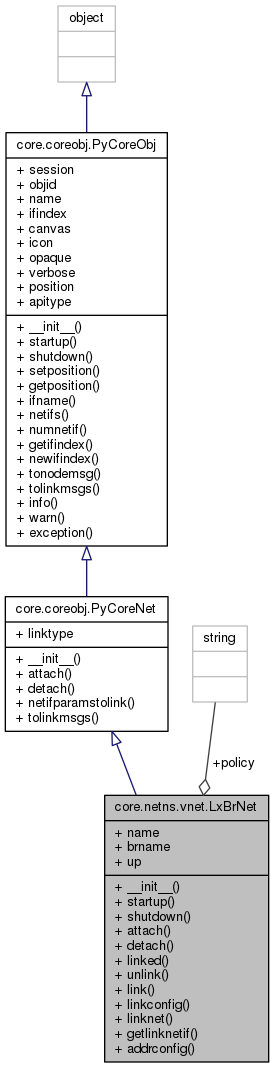 object
core.coreobj.PyCoreObj
+ session
+ objid
+ name
+ ifindex
+ canvas
+ icon
+ opaque
+ verbose
+ position
+ apitype
+ __init__()
+ startup()
+ shutdown()
+ setposition()
+ getposition()
+ ifname()
+ netifs()
+ numnetif()
+ getifindex()
+ newifindex()
+ tonodemsg()
+ tolinkmsgs()
+ info()
+ warn()
+ exception()
core.coreobj.PyCoreNet
+ linktype
+ __init__()
+ attach()
+ detach()
+ netifparamstolink()
+ tolinkmsgs()
string
+policy
core.netns.vnet.LxBrNet
+ name
+ brname
+ up
+ __init__()
+ startup()
+ shutdown()
+ attach()
+ detach()
+ linked()
+ unlink()
+ link()
+ linkconfig()
+ linknet()
+ getlinknetif()
+ addrconfig()